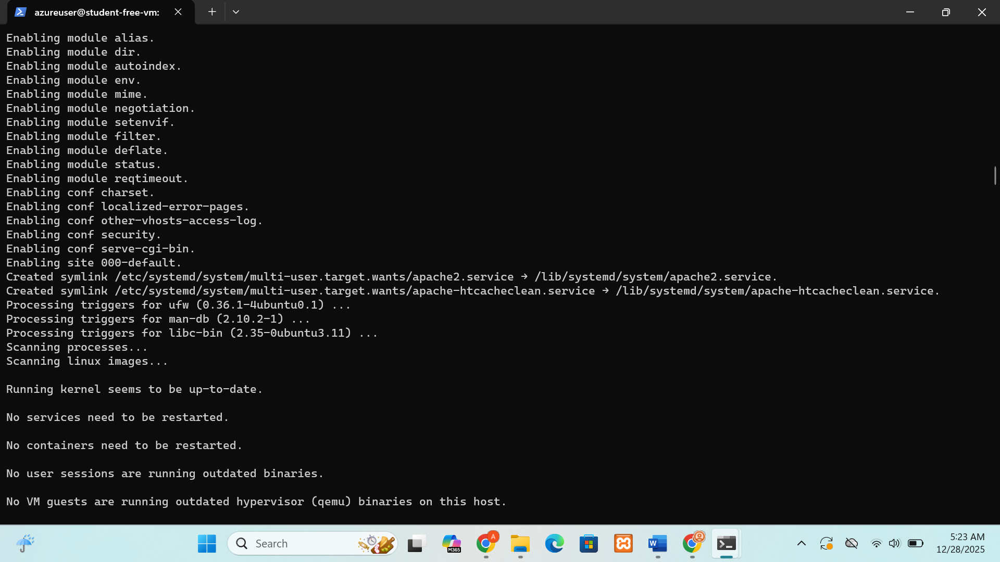 azureuser@student-free-vm:
Enabling module alias.
Enabling module dir.
Enabling module autoindex.
Enabling module env.
Enabling module mime.
Enabling module negotiation.
Enabling module setenvif.
Enabling module filter.
Enabling module deflate.
Enabling module status.
Enabling module reqtimeout.
Enabling conf charset.
Enabling conf localized-error-pages.
Enabling conf other-vhosts-access-log.
Enabling conf security.
Enabling conf serve-cgi-bin.
Enabling site 000-default.
Created symlink /etc/systemd/system/multi-user.target.wants/apache2.service → /lib/systemd/system/apache2.service.
Created symlink /etc/systemd/system/multi-user.target.wants/apache-htcacheclean.service → /lib/systemd/system/apache-htcacheclean.service.
Processing triggers for ufw (0.36.1-4ubuntu0.1) ...
Processing triggers for man-db (2.10.2-1) ...
Processing triggers for libc-bin (2.35-0ubuntu3.11) ...
Scanning processes...
Scanning linux images...
Running kernel seems to be up-to-date.
No services need to be restarted.
No containers need to be restarted.
No user sessions are running outdated binaries.
No VM guests are running outdated hypervisor (qemu) binaries on this host.
Search
M365
A
W
5:23 AM
12/28/2025